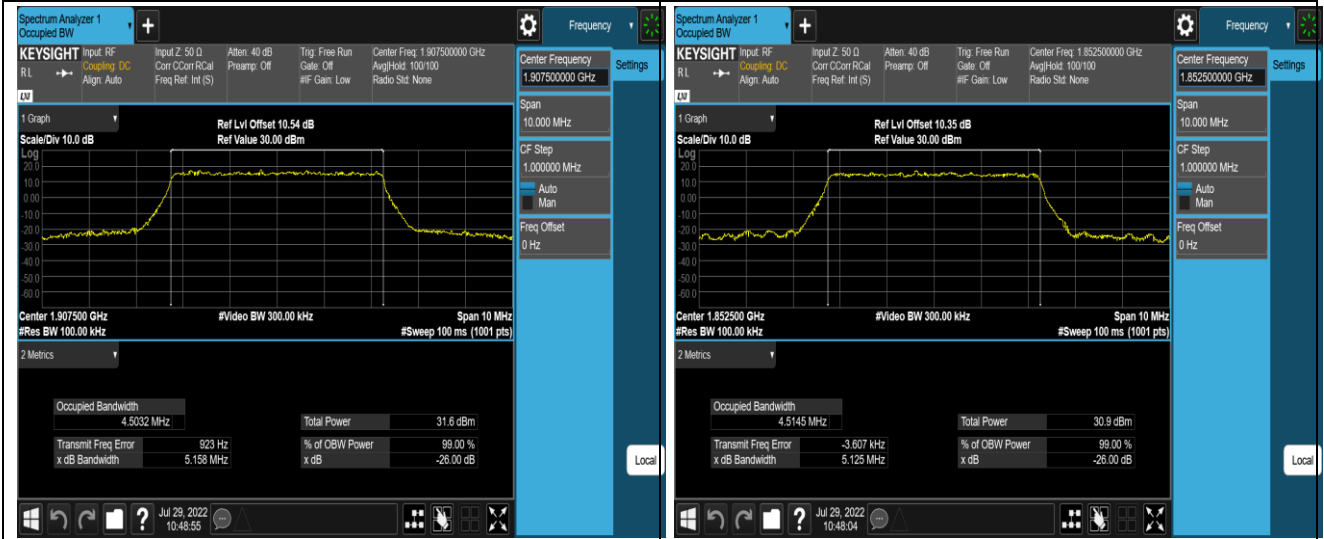 Spectrum Analyzer 1
Occupied BW
+
Frequency
KEYSIGHT Input: RF Input Z: 50 Ω Atten: 40 dB Trig: Free Run Center Freq: 1.907500000 GHz
R L Coupling: DC Corr CCorr RCal Preamp: Off Gate: Off Avg|Hold: 100/100
Align: Auto Freq Ref: Int (S) #IF Gain: Low Radio Std: None
LXI
Center Frequency
1.907500000 GHz
Settings
Span
10.000 MHz
CF Step
1.000000 MHz
Auto
Man
Freq Offset
0 Hz
1 Graph
Ref Lvl Offset 10.54 dB
Scale/Div 10.0 dB Ref Value 30.00 dBm
Log
20.0
10.0
0.00
-10.0
-20.0
-30.0
-40.0
-50.0
-60.0
Center 1.907500 GHz #Video BW 300.00 kHz Span 10 MHz
#Res BW 100.00 kHz #Sweep 100 ms (1001 pts)
2 Metrics
Occupied Bandwidth
4.5032 MHz Total Power 31.6 dBm
Transmit Freq Error 923 Hz % of OBW Power 99.00 %
x dB Bandwidth 5.158 MHz x dB -26.00 dB
Local
? Jul 29, 2022
10:48:55
Spectrum Analyzer 1
Occupied BW
+
Frequency
KEYSIGHT Input: RF Input Z: 50 Ω Atten: 40 dB Trig: Free Run Center Freq: 1.852500000 GHz
R L Coupling: DC Corr CCorr RCal Preamp: Off Gate: Off Avg|Hold: 100/100
Align: Auto Freq Ref: Int (S) #IF Gain: Low Radio Std: None
LXI
Center Frequency
1.852500000 GHz
Settings
Span
10.000 MHz
CF Step
1.000000 MHz
Auto
Man
Freq Offset
0 Hz
1 Graph
Ref Lvl Offset 10.35 dB
Scale/Div 10.0 dB Ref Value 30.00 dBm
Log
20.0
10.0
0.00
-10.0
-20.0
-30.0
-40.0
-50.0
-60.0
Center 1.852500 GHz #Video BW 300.00 kHz Span 10 MHz
#Res BW 100.00 kHz #Sweep 100 ms (1001 pts)
2 Metrics
Occupied Bandwidth
4.5145 MHz Total Power 30.9 dBm
Transmit Freq Error -3.607 kHz % of OBW Power 99.00 %
x dB Bandwidth 5.125 MHz x dB -26.00 dB
Local
? Jul 29, 2022
10:48:04